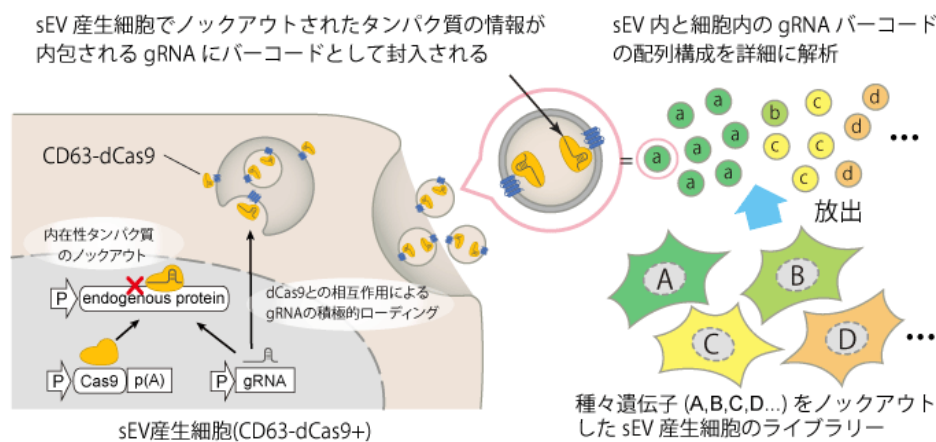 sEV 産生細胞でノックアウトされたタンパク質の情報が
内包される gRNA にバーコードとして封入される
sEV 内と細胞内の gRNA バーコード
の配列構成を詳細に解析
CD63-dCas9
内在性タンパク質
のノックアウト
P
endogenous protein
dCas9との相互作用による
gRNAの積極的ローディング
P
Cas9
p(A)
P
gRNA
sEV産生細胞(CD63-dCas9+)
=
a
a
a
a
a
a
a
a
b
c
c
c
c
d
d
d
•••
放出
A
B
C
D
•••
種々遺伝子 (A,B,C,D...) をノックアウト
した sEV 産生細胞のライブラリー